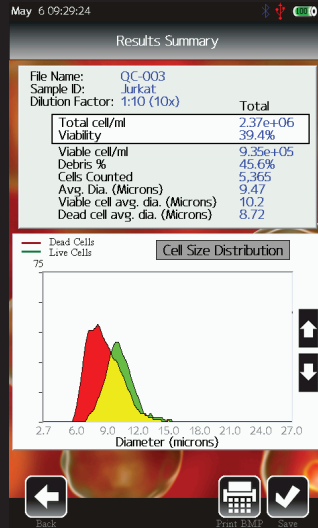 May 6 09:29:24
Results Summary
File Name: QC-003
Sample ID: Jurkat
Dilution Factor: 1:10 (10x)
Total
Total cell/ml 2.37e+06
Viability 39.4%
Viable cell/ml 9.35e+05
Debris % 45.6%
Cells Counted 5,365
Avg. Dia. (Microns) 9.47
Viable cell avg. dia. (Microns) 10.2
Dead cell avg. dia. (Microns) 8.72
Dead Cells
Live Cells
Cell Size Distribution
75
2.7 6.0 9.0 12.0 15.0 18.0 21.0 24.0 27.0
Diameter (microns)
Back Print BMP Save